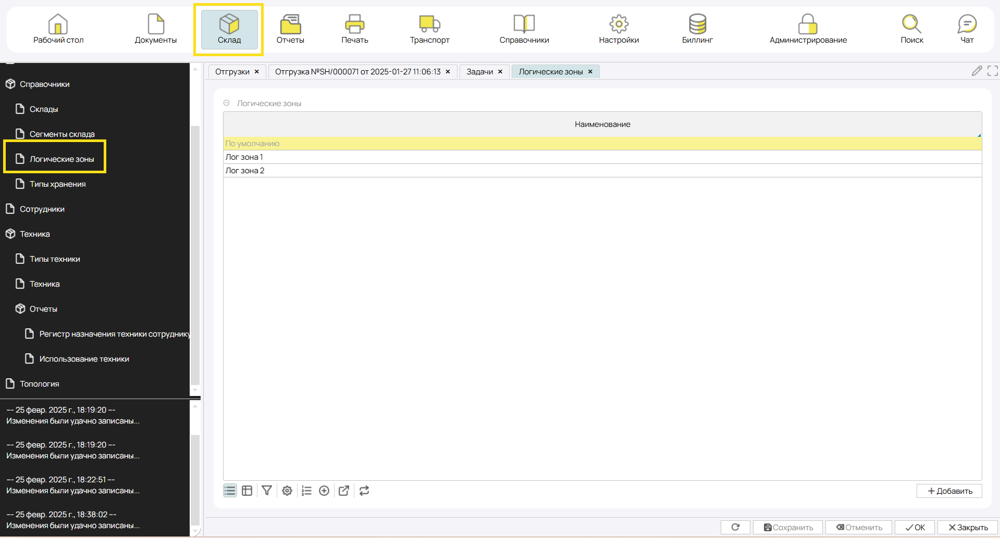 Рабочий стол
Документы
Склад
Отчеты
Печать
Транспорт
Справочники
Настройки
Биллинг
Администрирование
Поиск
Чат
Справочники
Склады
Сегменты склада
Логические зоны
Типы хранения
Сотрудники
Техника
Типы техники
Техника
Отчеты
Регистр назначения техники сотруднику
Использование техники
Топология
--- 25 февр. 2025 г., 18:19:20 ---
Изменения были удачно записаны...
--- 25 февр. 2025 г., 18:19:20 ---
Изменения были удачно записаны...
--- 25 февр. 2025 г., 18:22:51 ---
Изменения были удачно записаны...
--- 25 февр. 2025 г., 18:38:02 ---
Изменения были удачно записаны...
Отгрузки
Отгрузка №SH/000071 от 2025-01-27 11:06:13
Задачи
Логические зоны
Логические зоны
Наименование
По умолчанию
Лог зона 1
Лог зона 2
Добавить
Сохранить
Отменить
OK
Закрыть